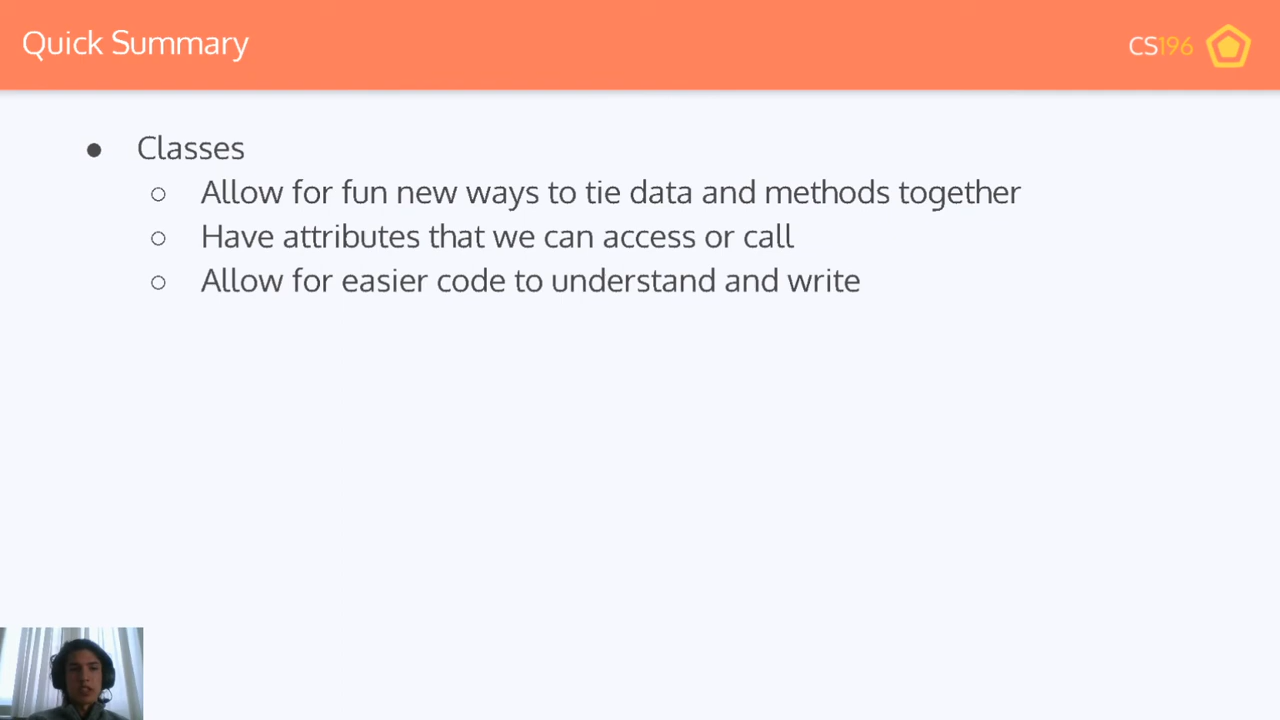 Quick Summary
CS196
Classes
Allow for fun new ways to tie data and methods together
Have attributes that we can access or call
Allow for easier code to understand and write